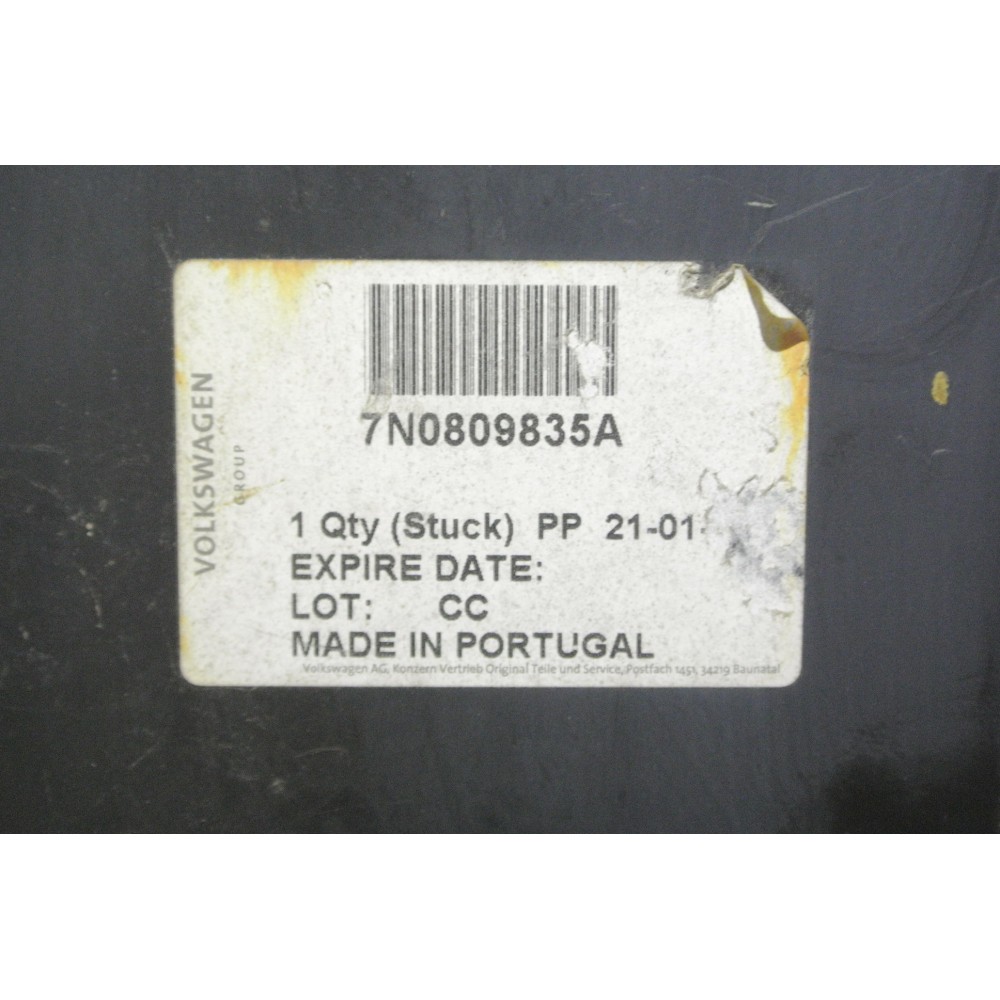 VOLKSWAGEN
GROUP
7N0809835A
1 Qty (Stuck) PP 21-01-
EXPIRE DATE:
LOT: CC
MADE IN PORTUGAL
Volkswagen AG, Konzern Vertrieb Original Teile und Service, Postfach 1451, 34219 Baunatal